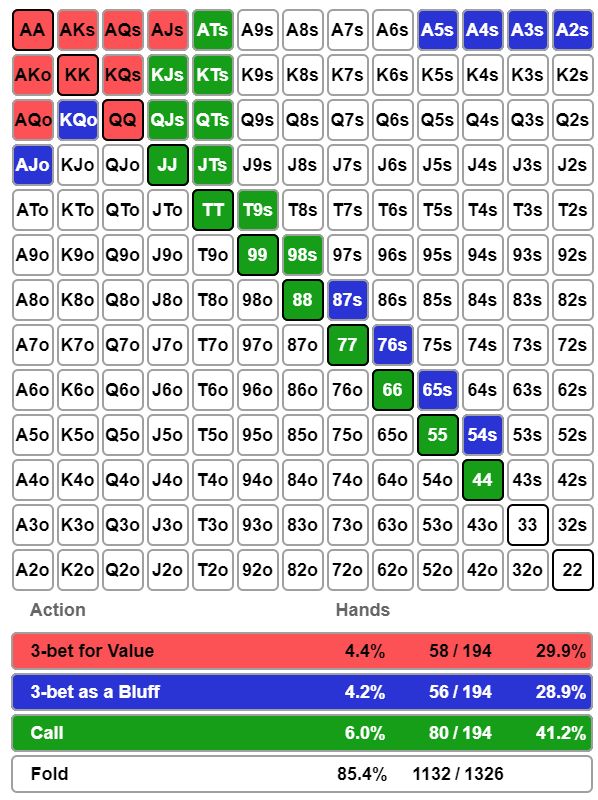 AA AKs AQs AJs ATs A9s A8s A7s A6s A5s A4s A3s A2s
AKo KK KQs KJs KTs K9s K8s K7s K6s K5s K4s K3s K2s
AQo KQo QQ QJs QTs Q9s Q8s Q7s Q6s Q5s Q4s Q3s Q2s
AJo KJo QJo JJ JTs J9s J8s J7s J6s J5s J4s J3s J2s
ATo KTo QTo JTo TT T9s T8s T7s T6s T5s T4s T3s T2s
A9o K9o Q9o J9o T9o 99 98s 97s 96s 95s 94s 93s 92s
A8o K8o Q8o J8o T8o 98o 88 87s 86s 85s 84s 83s 82s
A7o K7o Q7o J7o T7o 97o 87o 77 76s 75s 74s 73s 72s
A6o K6o Q6o J6o T6o 96o 86o 76o 66 65s 64s 63s 62s
A5o K5o Q5o J5o T5o 95o 85o 75o 65o 55 54s 53s 52s
A4o K4o Q4o J4o T4o 94o 84o 74o 64o 54o 44 43s 42s
A3o K3o Q3o J3o T3o 93o 83o 73o 63o 53o 43o 33 32s
A2o K2o Q2o J2o T2o 92o 82o 72o 62o 52o 42o 32o 22
Action Hands
3-bet for Value 4.4% 58 / 194 29.9%
3-bet as a Bluff 4.2% 56 / 194 28.9%
Call 6.0% 80 / 194 41.2%
Fold 85.4% 1132 / 1326